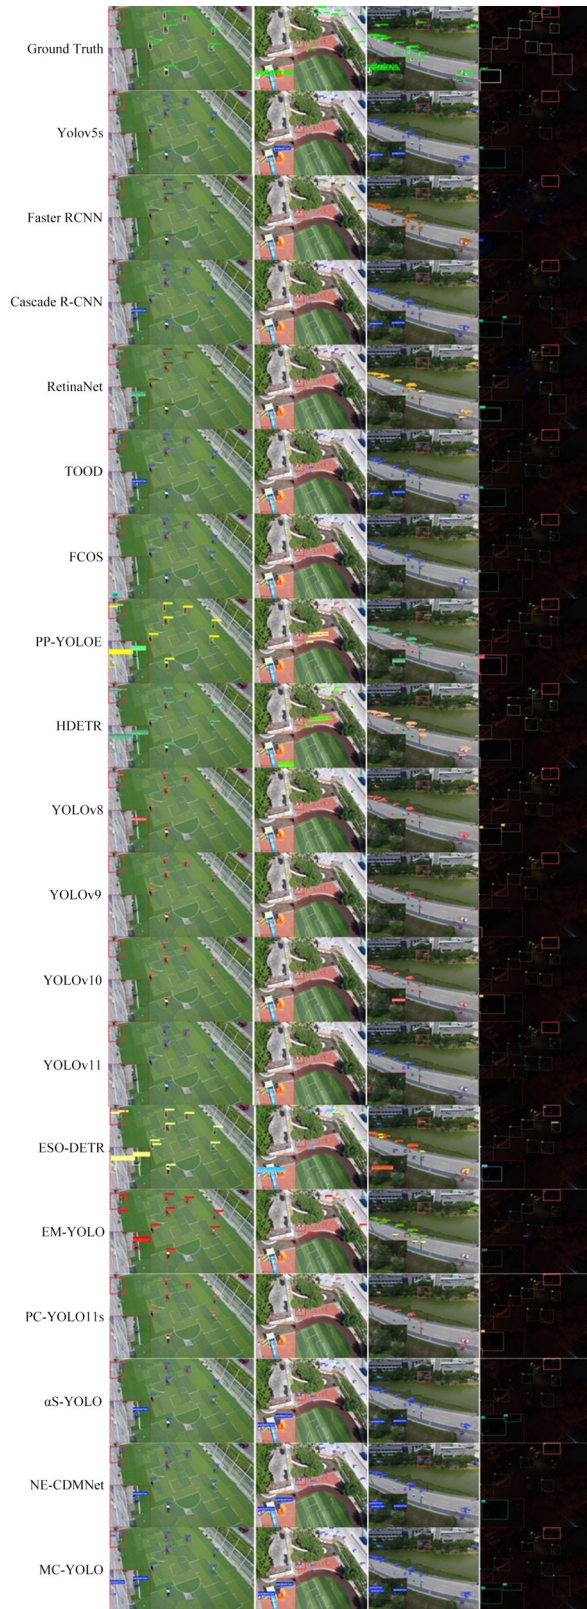 Ground Truth
Yolov5s
Faster RCNN
Cascade R-CNN
RetinaNet
TOOD
FCOS
PP-YOLOE
HDETR
YOLOv8
YOLOv9
YOLOv10
YOLOv11
ESO-DETR
EM-YOLO
PC-YOLO11s
αS-YOLO
NE-CDMNet
MC-YOLO